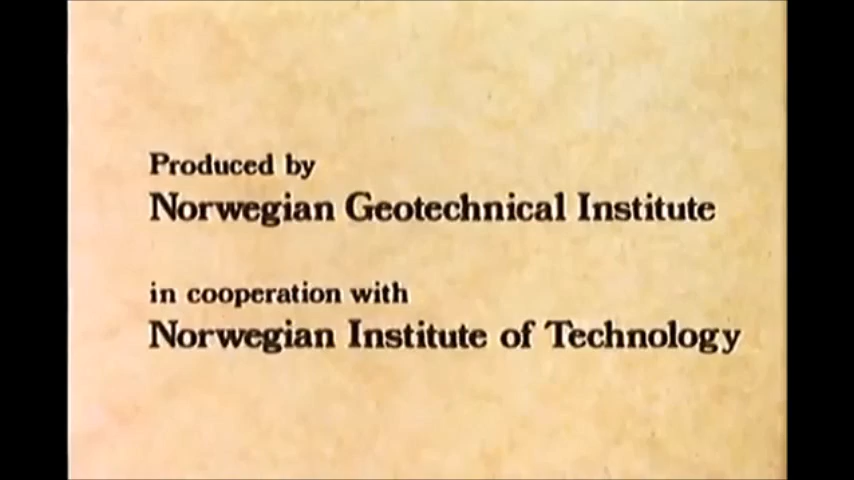 Produced by
Norwegian Geotechnical Institute
in cooperation with
Norwegian Institute of Technology